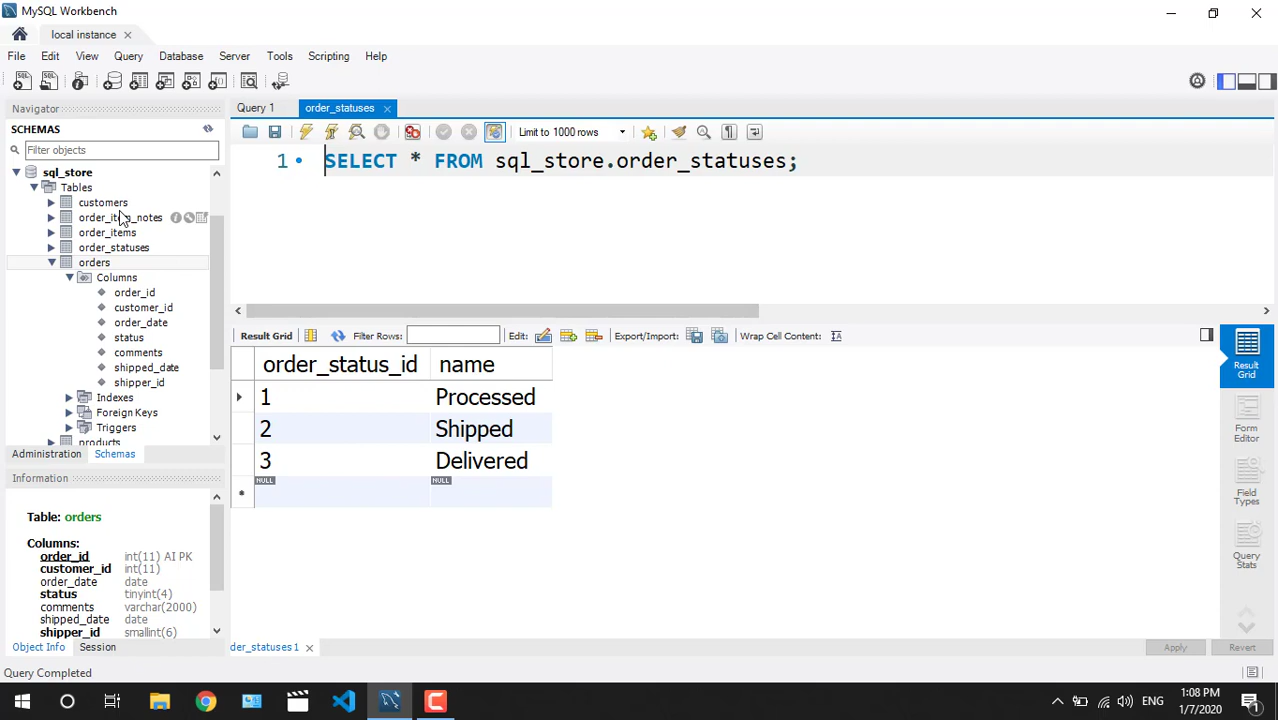 MySQL Workbench
local instance
File Edit View Query Database Server Tools Scripting Help
Navigator
SCHEMAS
Filter objects
sql_store
Tables
customers
order_item_notes
order_items
order_statuses
orders
Columns
order_id
customer_id
order_date
status
comments
shipped_date
shipper_id
Indexes
Foreign Keys
Triggers
products
Administration Schemas
Information
Table: orders
Columns:
order_id int(11) AI PK
customer_id int(11)
order_date date
status tinyint(4)
comments varchar(2000)
shipped_date date
shipper_id smallint(6)
Object Info Session
Query Completed
Query 1 order_statuses
Limit to 1000 rows
1 SELECT * FROM sql_store.order_statuses;
Result Grid Filter Rows: Edit: Export/Import: Wrap Cell Content: IA
order_status_id name
1 Processed
2 Shipped
3 Delivered
NULL NULL
Result
Grid
Form
Editor
Field
Types
Query
Stats
der_statuses 1
Apply Revert
ENG
1:08 PM
1/7/2020
1